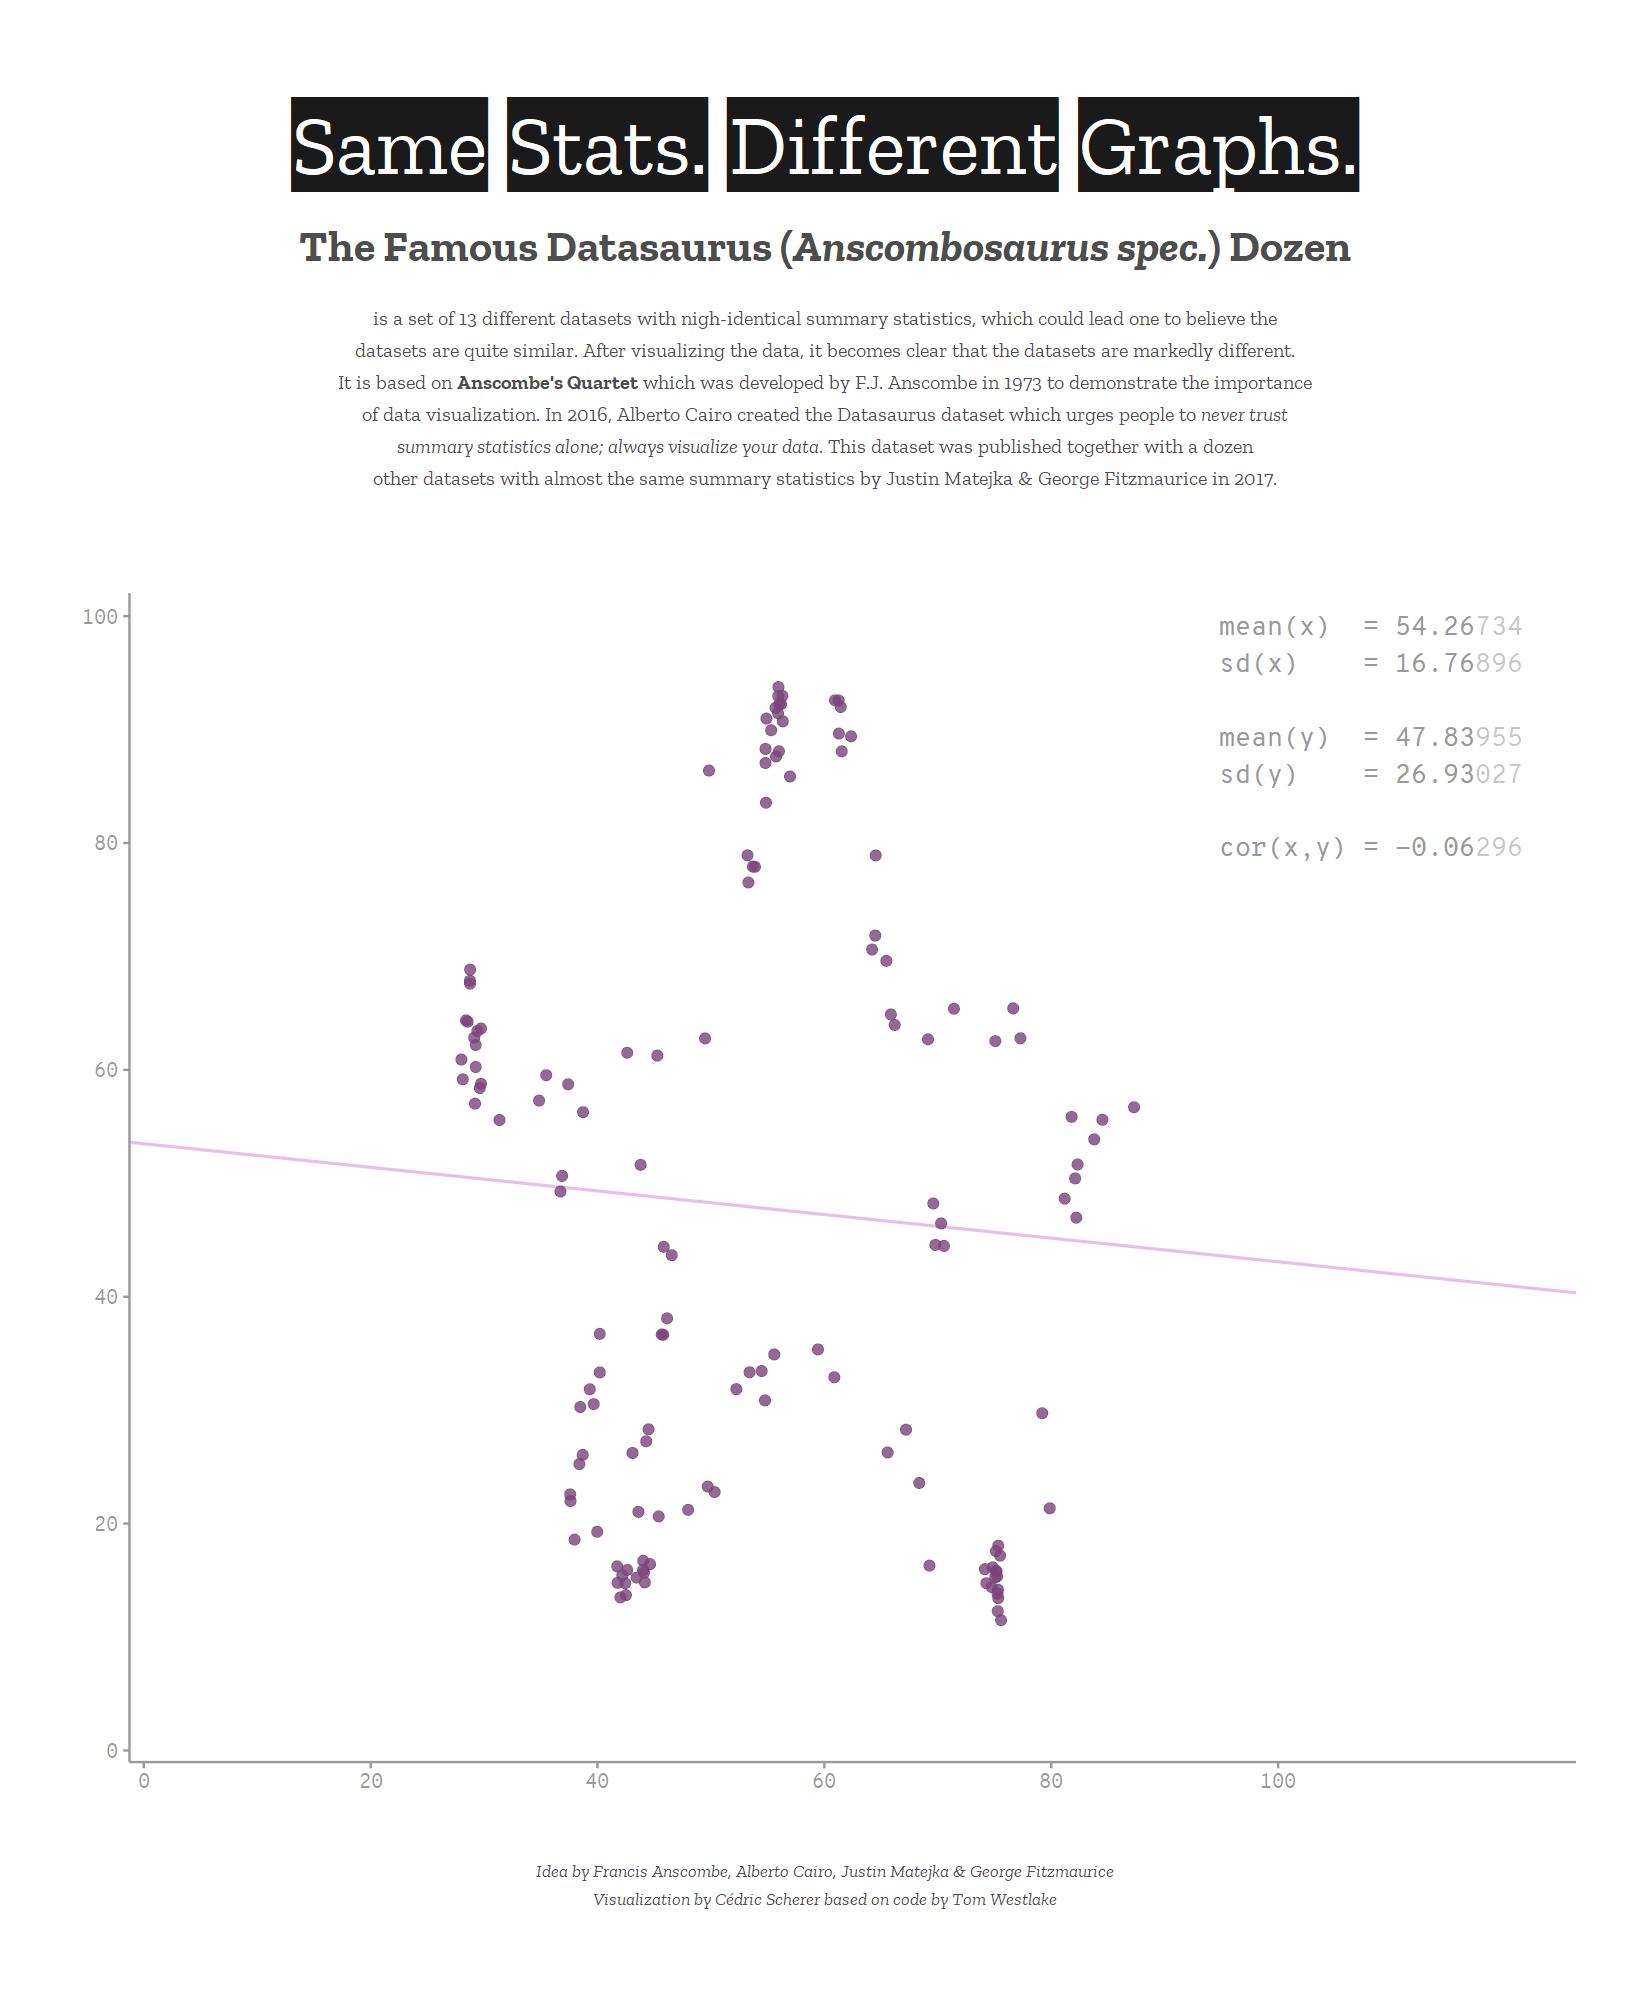 Same Stats. Different Graphs.
The Famous Datasaurus (Anscombosaurus spec.) Dozen
is a set of 13 different datasets with nigh-identical summary statistics, which could lead one to believe the
datasets are quite similar. After visualizing the data, it becomes clear that the datasets are markedly different.
It is based on Anscombe's Quartet which was developed by F.J. Anscombe in 1973 to demonstrate the importance
of data visualization. In 2016, Alberto Cairo created the Datasaurus dataset which urges people to never trust
summary statistics alone; always visualize your data. This dataset was published together with a dozen
other datasets with almost the same summary statistics by Justin Matejka & George Fitzmaurice in 2017.
mean(x) = 54.26734
sd(x) = 16.76896
mean(y) = 47.83955
sd(y) = 26.93027
cor(x,y) = −0.06296
100
80
60
40
20
0
0 20 40 60 80 100
Idea by Francis Anscombe, Alberto Cairo, Justin Matejka & George Fitzmaurice
Visualization by Cédric Scherer based on code by Tom Westlake